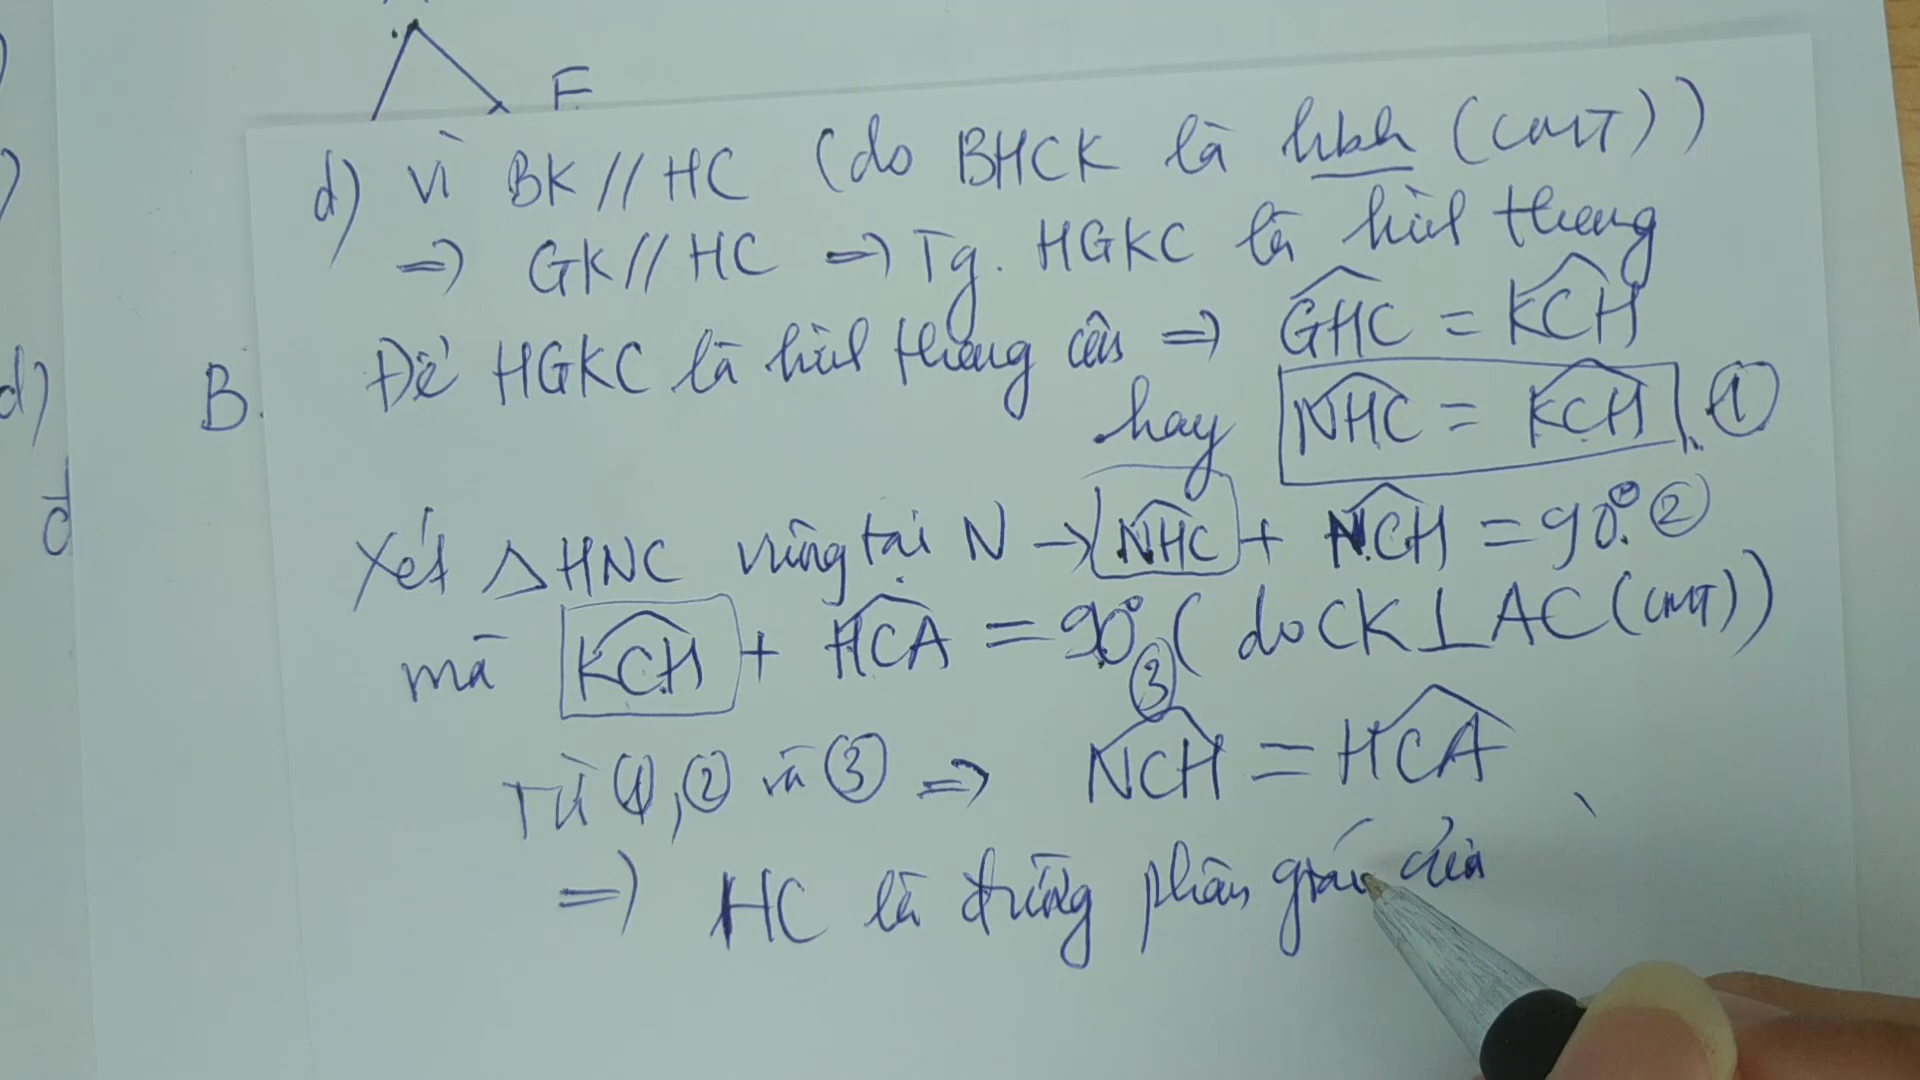 F
d) Vì BK // HC (do BHCK là hbh (CMT))
=> GK // HC => Tg. HGKC là hình thang
Để HGKC là hình thang cân => GHC = KCH
B.
hay NHC = KCH. ①
Xét △HNC vuông tại N → NHC + NCH = 90° ②
mà KCH + HCA = 90° ③ (do CK ⊥ AC (CMT))
Từ ①, ② và ③ => NCH = HCA
=> HC là đường phân giác của
d)
đ